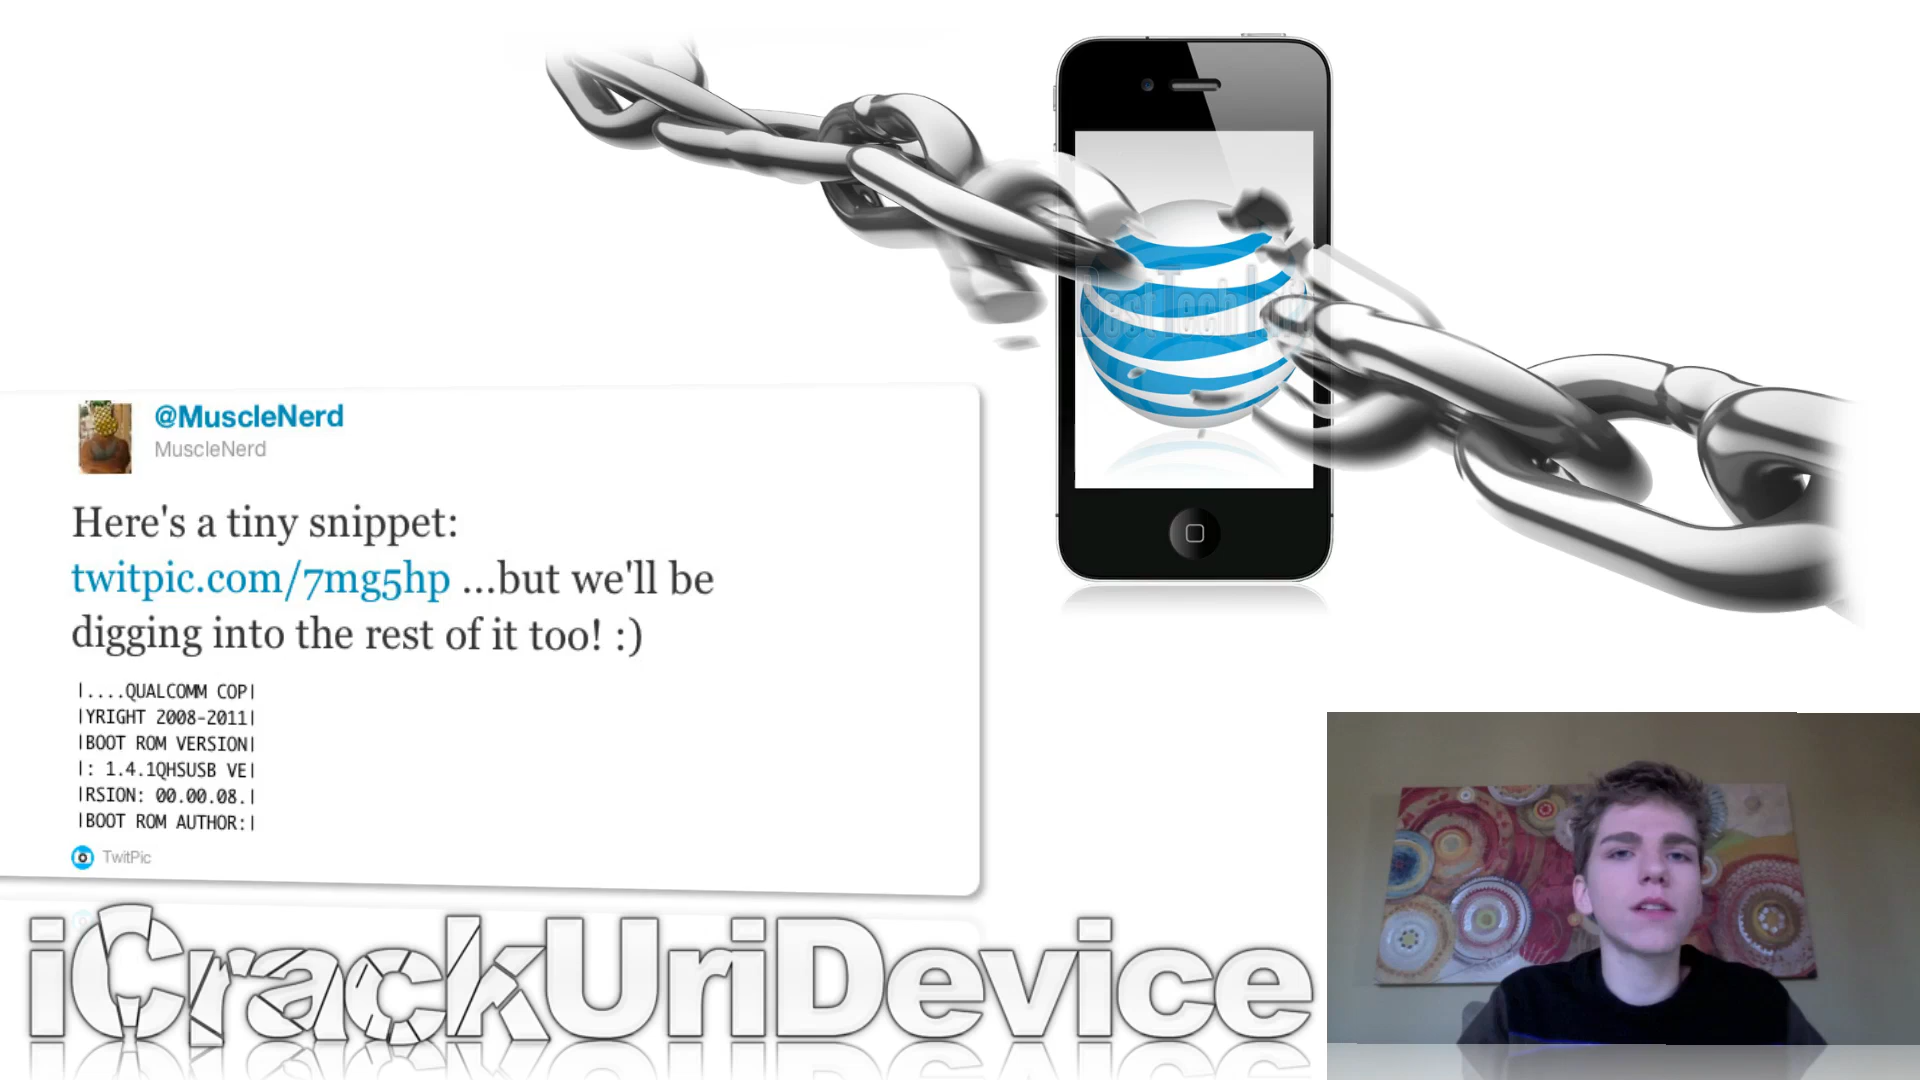 @MuscleNerd
MuscleNerd
Here's a tiny snippet:
twitpic.com/7mg5hp ...but we'll be
digging into the rest of it too! :)
|....QUALCOMM COP|
|YRIGHT 2008-2011|
|BOOT ROM VERSION|
|: 1.4.1QHSUSB VE|
|RSION: 00.00.08.|
|BOOT ROM AUTHOR:|
TwitPic
Best Tech
iCrackUriDevice